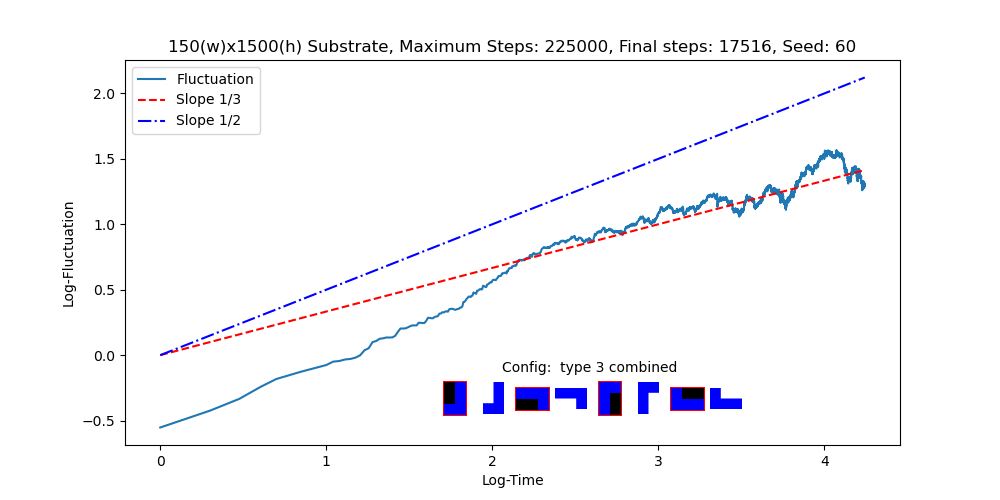 150(w)x1500(h) Substrate, Maximum Steps: 225000, Final steps: 17516, Seed: 60
Fluctuation
Slope 1/3
Slope 1/2
2.0
1.5
1.0
0.5
0.0
−0.5
Log-Fluctuation
Config:  type 3 combined
0 1 2 3 4
Log-Time